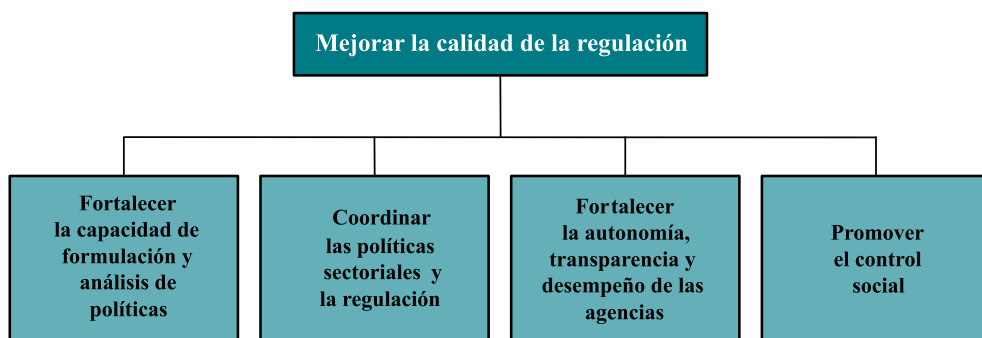 Mejorar la calidad de la regulación
Fortalecer
la capacidad de
formulación y
análisis de
políticas
Coordinar
las políticas
sectoriales y
la regulación
Fortalecer
la autonomía,
transparencia y
desempeño de las
agencias
Promover
el control
social